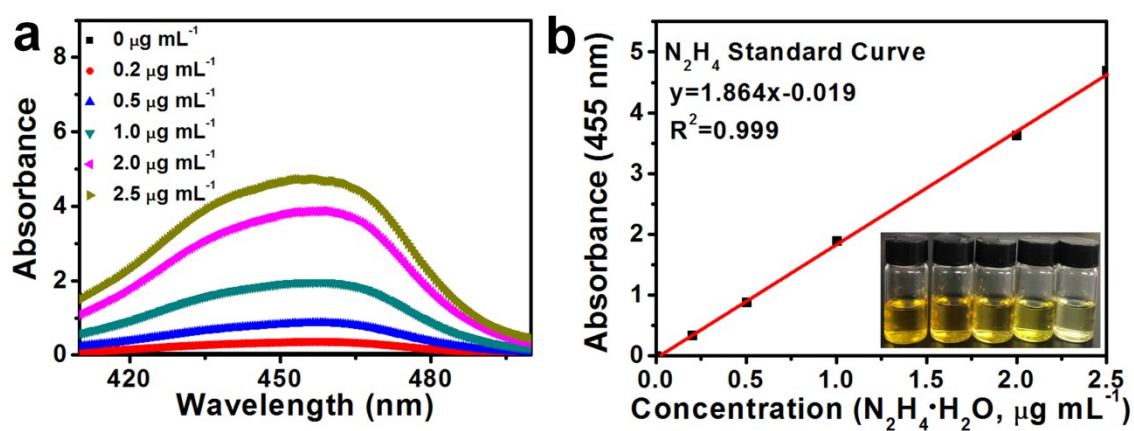 a
Absorbance
8
6
4
2
0
0 μg mL⁻¹
0.2 μg mL⁻¹
0.5 μg mL⁻¹
1.0 μg mL⁻¹
2.0 μg mL⁻¹
2.5 μg mL⁻¹
420 450 480
Wavelength (nm)
b
Absorbance (455 nm)
5
4
3
2
1
0
N₂H₄ Standard Curve
y=1.864x-0.019
R²=0.999
0.0 0.5 1.0 1.5 2.0 2.5
Concentration (N₂H₄·H₂O, μg mL⁻¹)